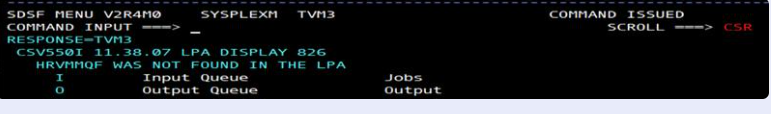 SDSF MENU V2R4M0 SYSPLEXM TVM3 COMMAND ISSUED
COMMAND INPUT ===> _ SCROLL ===> CSR
RESPONSE=TVM3
CSV550I 11.38.07 LPA DISPLAY 826
HRVMMQF WAS NOT FOUND IN THE LPA
I Input Queue Jobs
O Output Queue Output